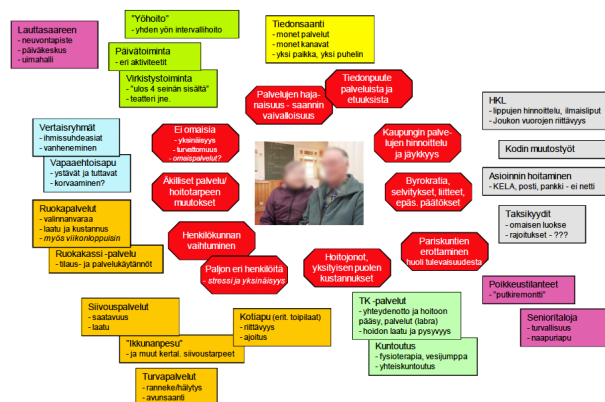 Lauttasaareen
- neuvontapiste
- päiväkeskus
- uimahalli
"Yöhoito"
- yhden yön intervallihoito
Päivätoiminta
- eri aktiviteetit
Virkistystoiminta
- "ulos 4 seinän sisältä"
- teatteri jne.
Tiedonsaanti
- monet palvelut
- monet kanavat
- yksi paikka, yksi puhelin
Palvelujen haja-
naisuus - saannin
vaivalloisuus
Tiedonpuute
palveluista ja
etuuksista
Vertaisryhmät
- ihmissuhdeasiat
- vanheneminen
Vapaaehtoisapu
- ystävät ja tuttavat
- korvaaminen?
Ei omaisia
- yksinäisyys
- turvattomuus
- omaispalvelut?
Kaupungin palve-
lujen hinnoittelu
ja jäykkyys
HKL
- lippujen hinnoittelu, ilmaisliput
- Joukon vuorojen riittävyys
Kodin muutostyöt
Äkilliset palvelu/
hoitotarpeen
muutokset
Byrokratia,
selvitykset, liitteet,
epäs. päätökset
Asioinnin hoitaminen
- KELA, posti, pankki - ei netti
Ruokapalvelut
- valinnanvaraa
- laatu ja kustannus
- myös viikonloppuisin
Ruokakassi -palvelu
- tilaus- ja palvelukäytännöt
Henkilökunnan
vaihtuminen
Paljon eri henkilöitä
- stressi ja yksinäisyys
Hoitojonot,
yksityisen puolen
kustannukset
Pariskuntien
erottaminen
huoli tulevaisuudesta
Taksikyydit
- omaisen luokse
- rajoitukset - ???
Poikkeustilanteet
- "putkiremontti"
Senioritaloja
- turvallisuus
- naapuriapu
Siivouspalvelut
- saatavuus
- laatu
"Ikkunanpesu"
- ja muut kertal. siivoustarpeet
Turvapalvelut
- ranneke/hälytys
- avunsaanti
Kotiapu (erit. toipilaat)
- riittävyys
- ajoitus
TK -palvelut
- yhteydenotto ja hoitoon
pääsy, palvelut (labra)
- hoidon laatu ja pysyvyys
Kuntoutus
- fysioterapia, vesijumppa
- yhteiskuntoutus